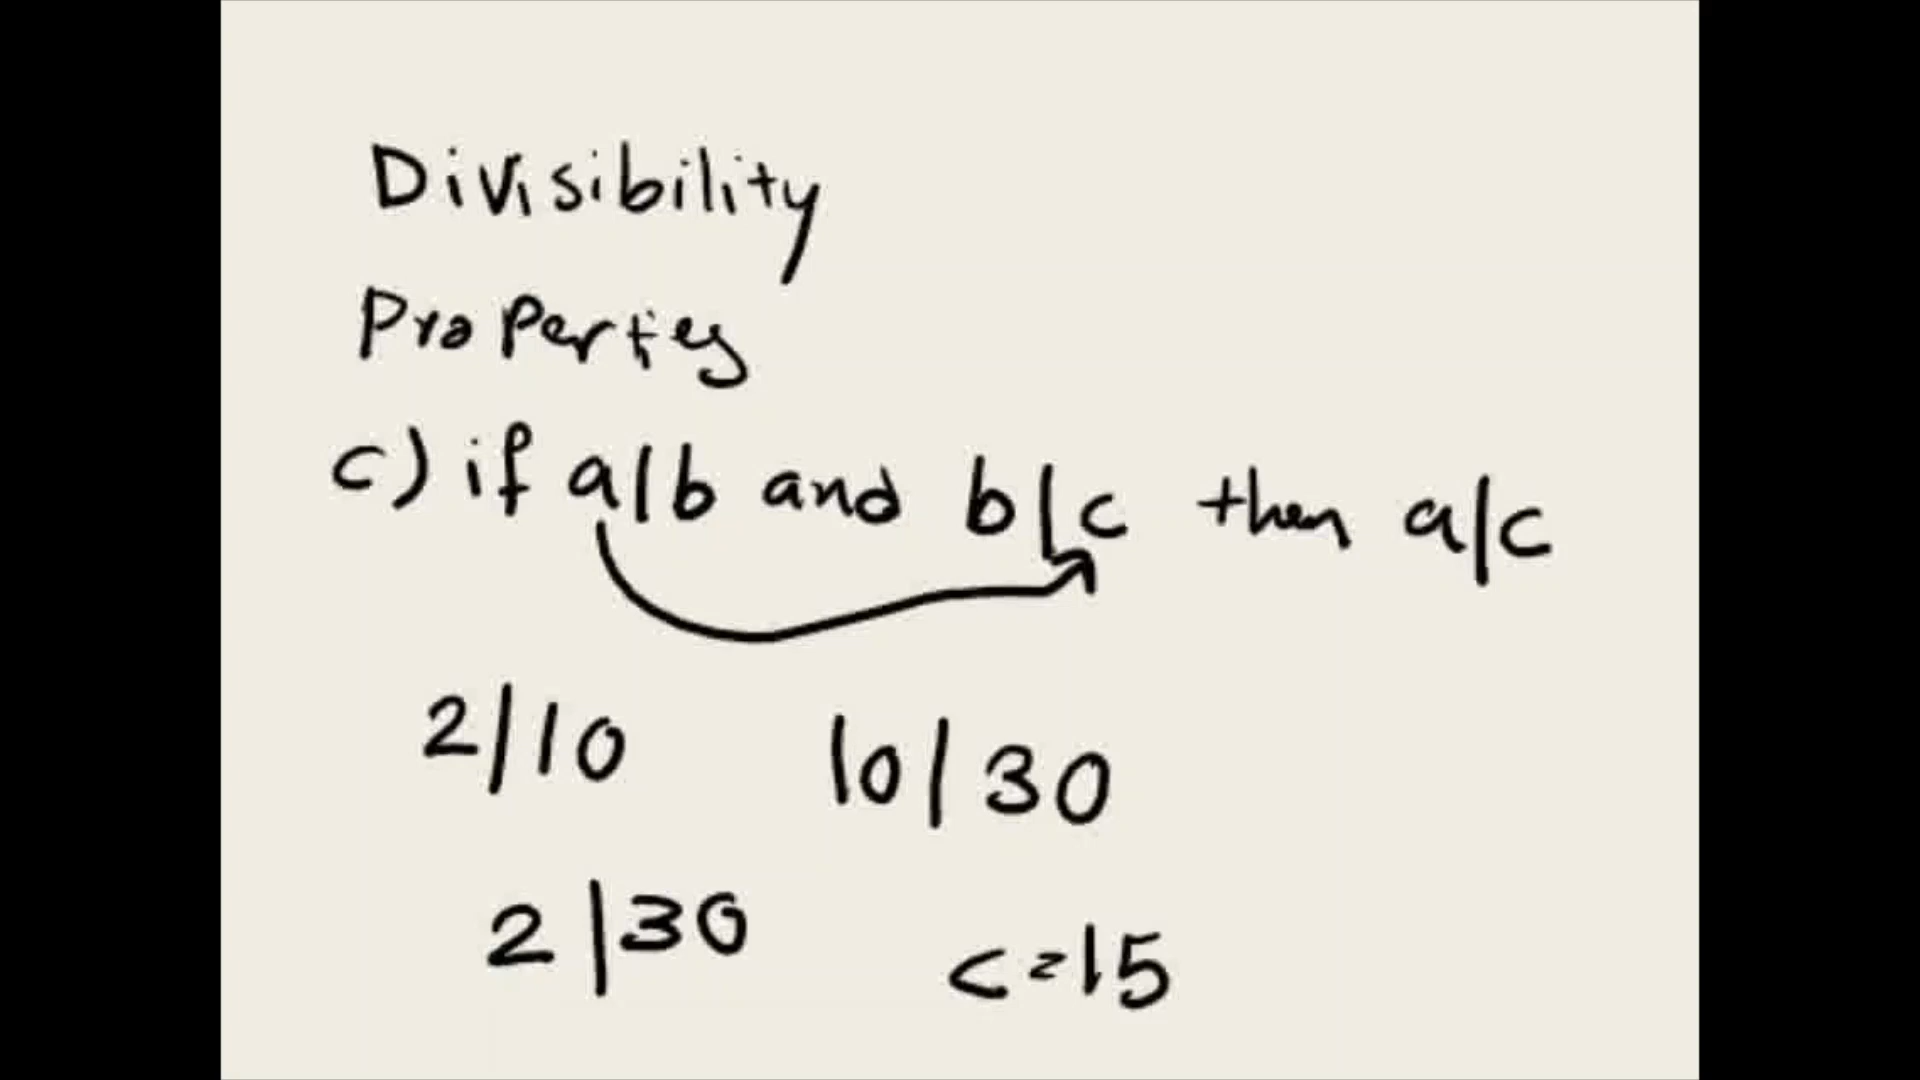 Divisibility
Properties
c) if a|b and b|c then a|c
2|10 10|30
2|30 c=15